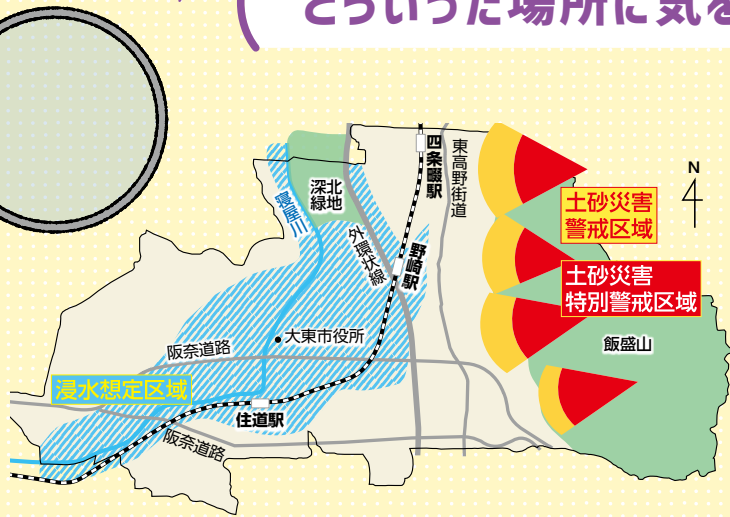 どういった場所に気を
N
四条畷駅
東高野街道
深北
緑地
寝屋川
外環状線
野崎駅
土砂災害
警戒区域
土砂災害
特別警戒区域
飯盛山
大東市役所
阪奈道路
浸水想定区域
住道駅
阪奈道路